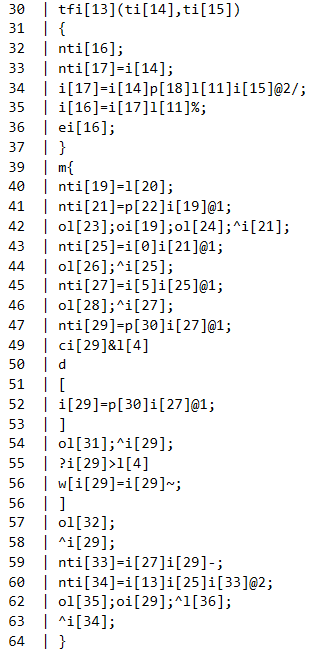 30 | tfi[13](ti[14],ti[15])
31 | {
32 | nti[16];
33 | nti[17]=i[14];
34 | i[17]=i[14]p[18]l[11]i[15]@2/;
35 | i[16]=i[17]l[11]%;
36 | ei[16];
37 | }
39 | m{
40 | nti[19]=l[20];
41 | nti[21]=p[22]i[19]@1;
42 | ol[23];oi[19];ol[24];^i[21];
43 | nti[25]=i[0]i[21]@1;
44 | ol[26];^i[25];
45 | nti[27]=i[5]i[25]@1;
46 | ol[28];^i[27];
47 | nti[29]=p[30]i[27]@1;
49 | ci[29]&l[4]
50 | d
51 | [
52 | i[29]=p[30]i[27]@1;
53 | ]
54 | ol[31];^i[29];
55 | ?i[29]>l[4]
56 | w[i[29]=i[29]~;
56 | ]
57 | ol[32];
58 | ^i[29];
59 | nti[33]=i[27]i[29]-;
60 | nti[34]=i[13]i[25]i[33]@2;
62 | ol[35];oi[29];^l[36];
63 | ^i[34];
64 | }